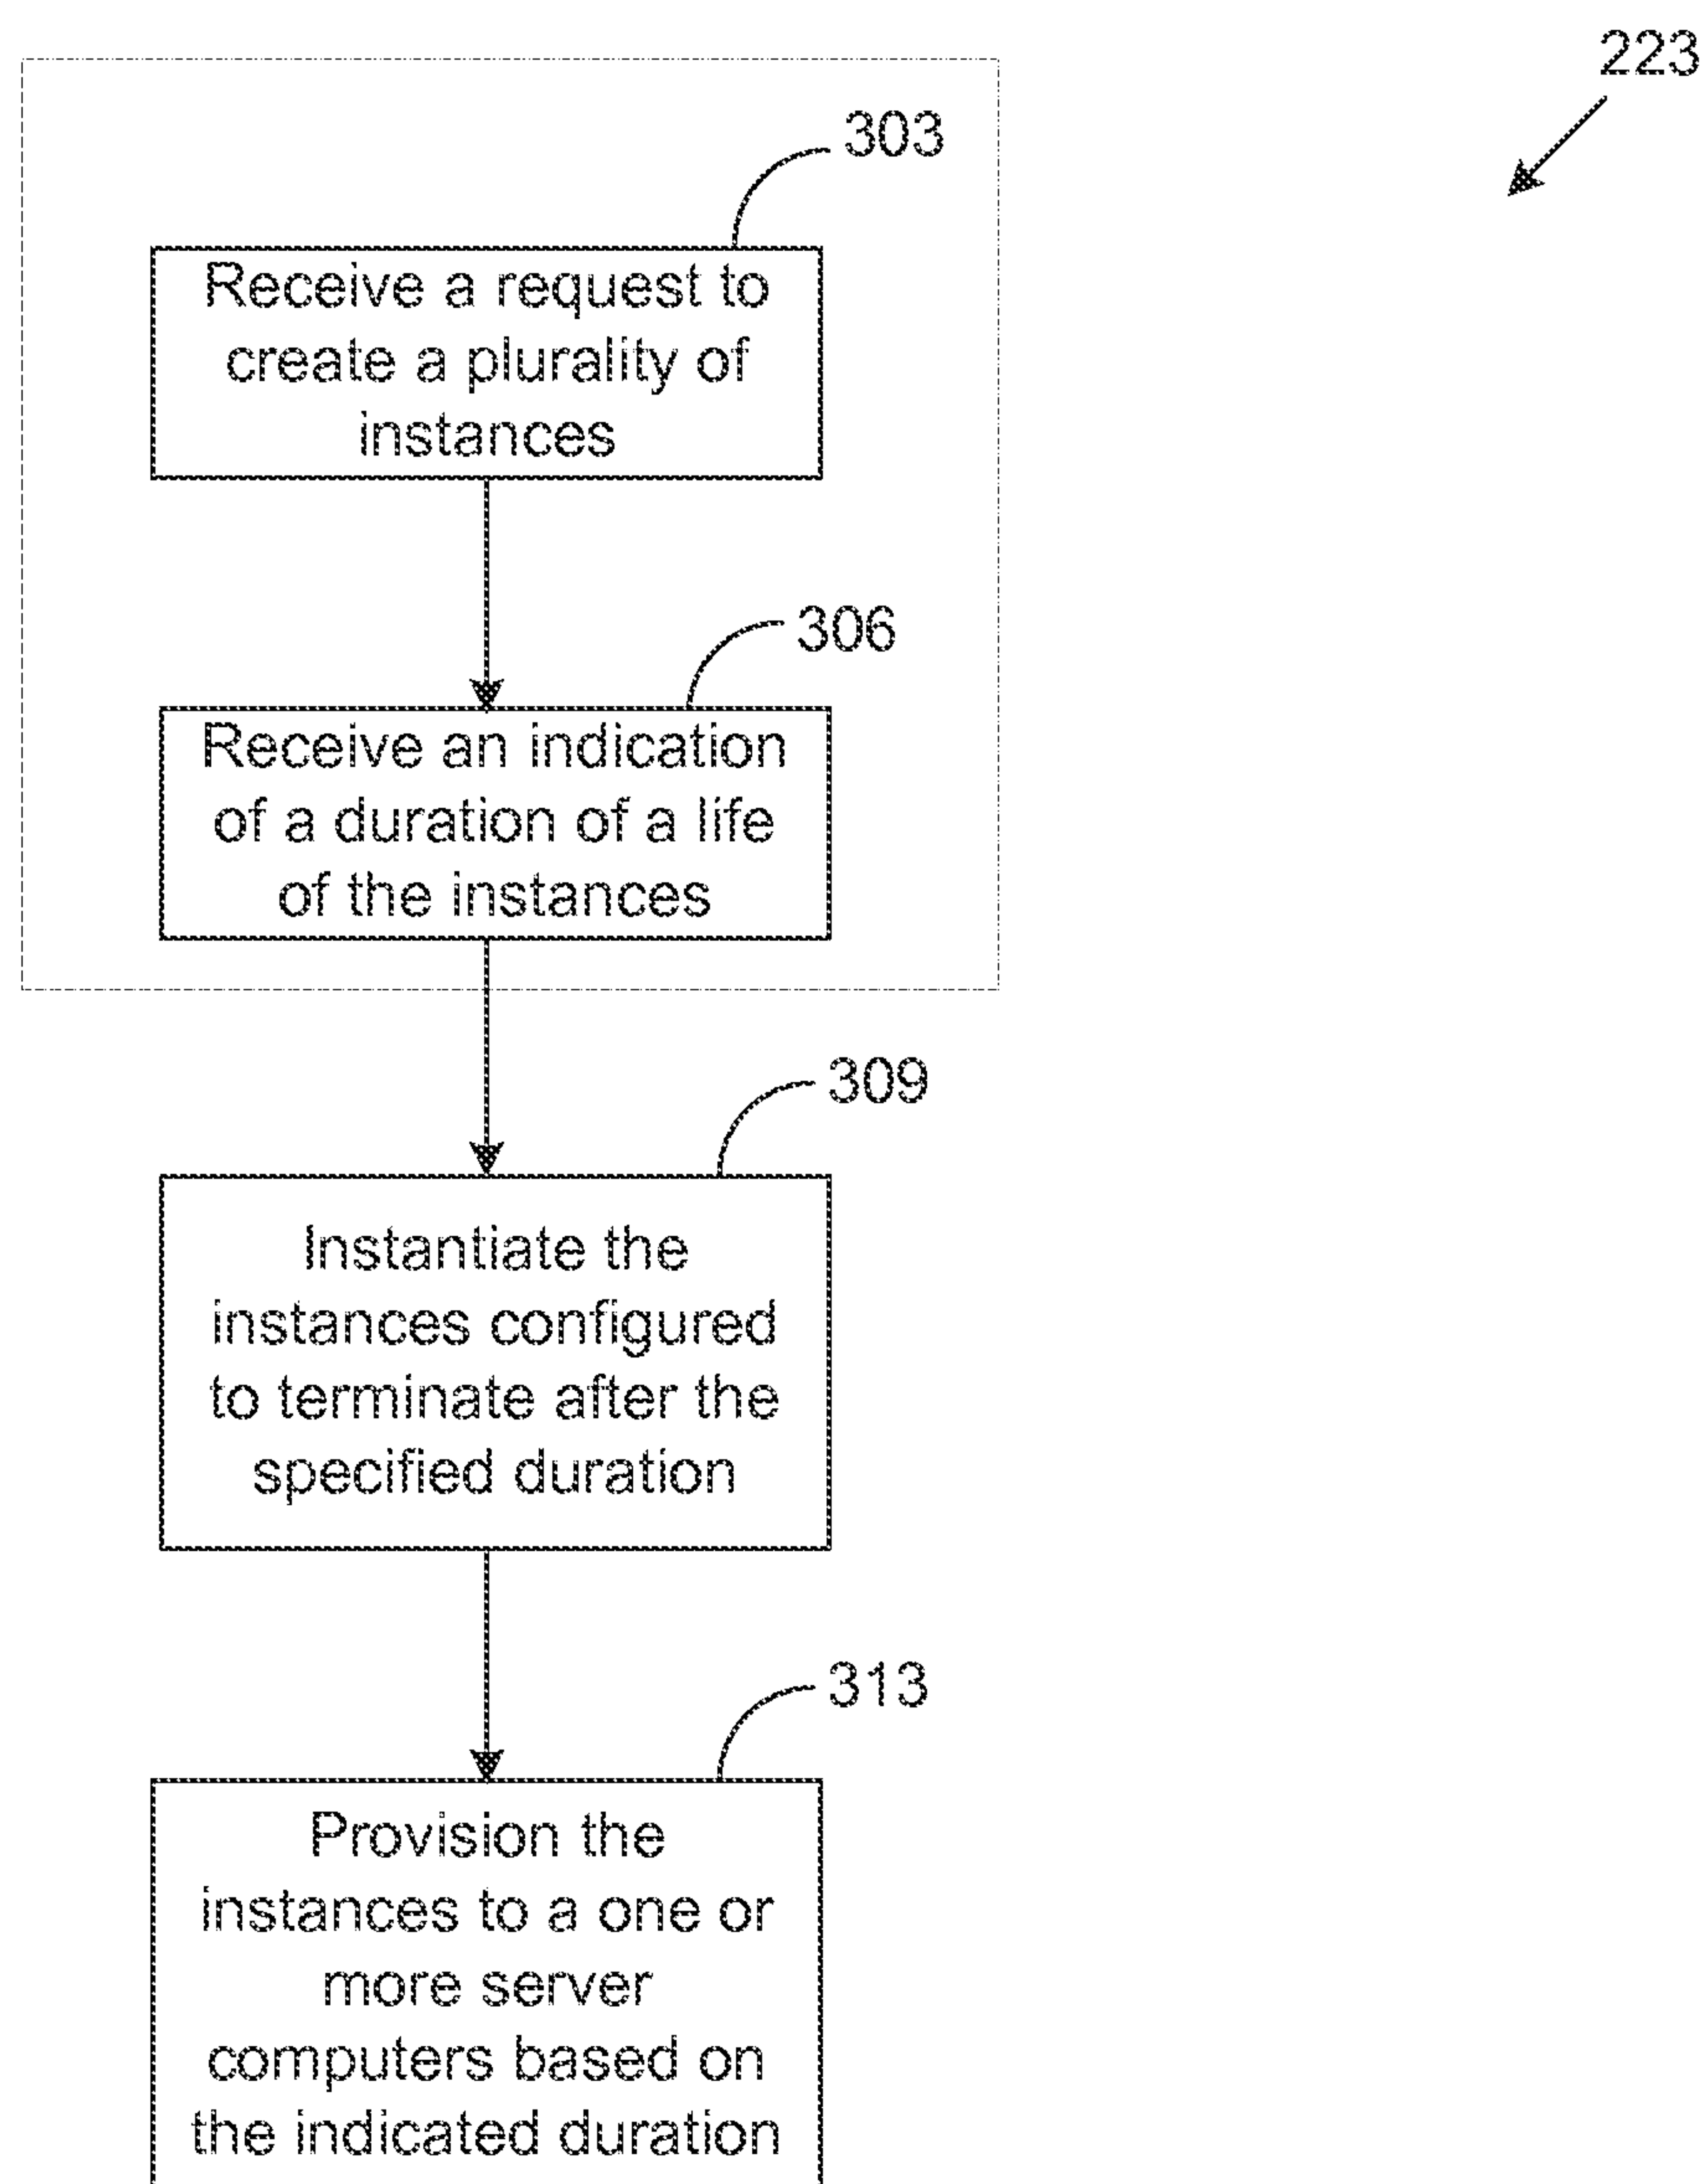 223
303
Receive a request to
create a plurality of
instances
306
Receive an indication
of a duration of a life
of the instances
309
Instantiate the
instances configured
to terminate after the
specified duration
313
Provision the
instances to a one or
more server
computers based on
the indicated duration